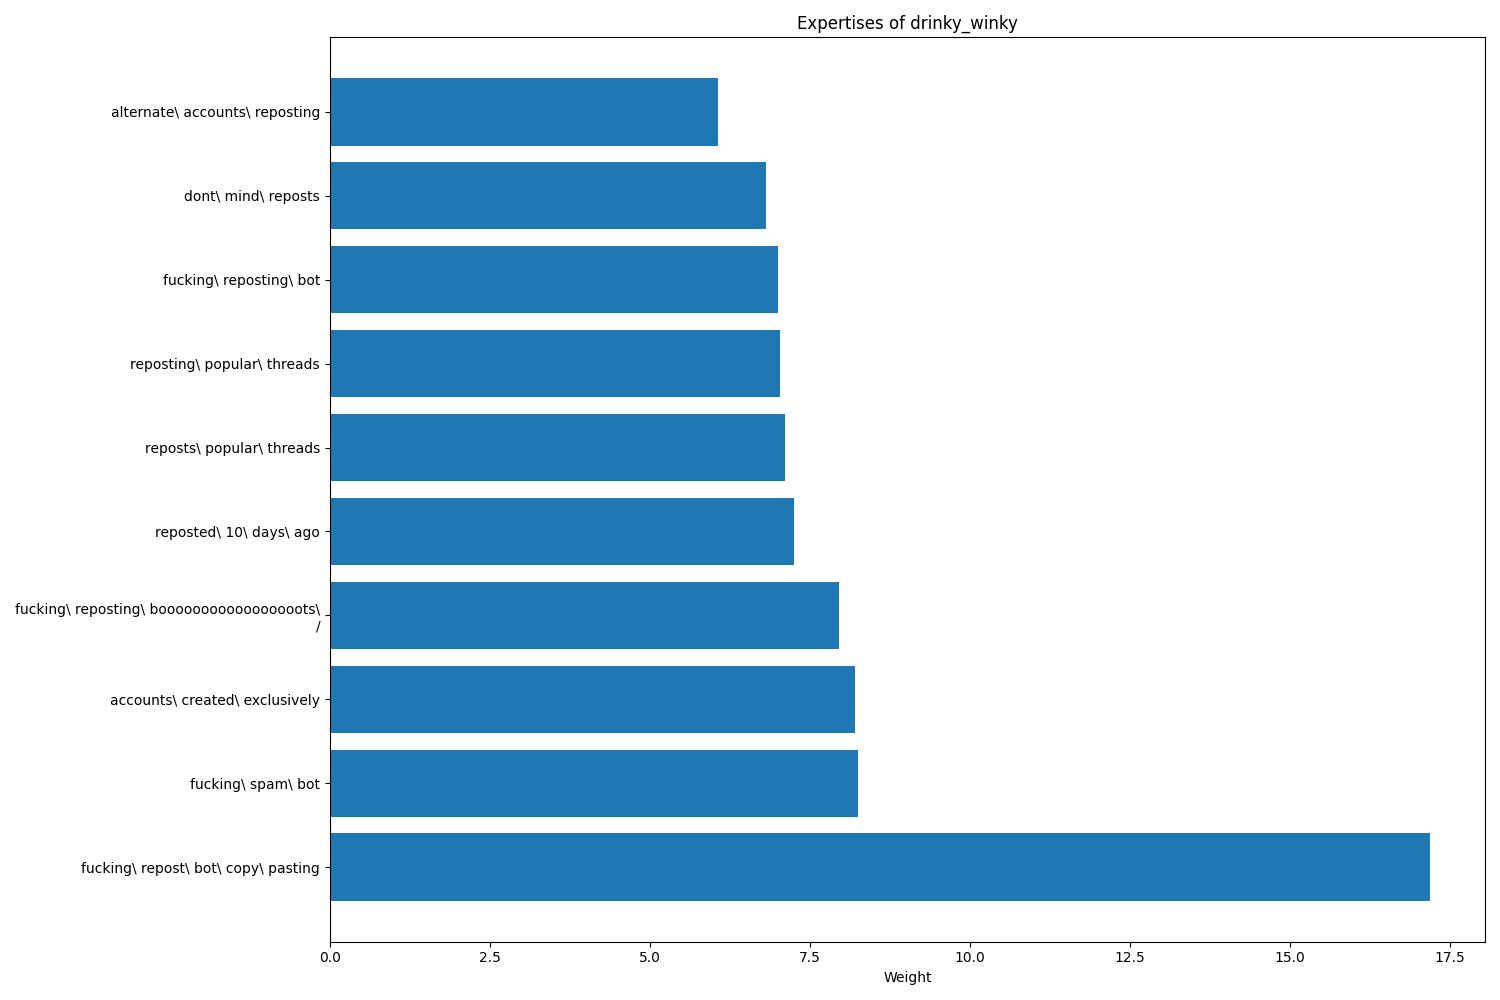 Expertises of drinky_winky
alternate\ accounts\ reposting
dont\ mind\ reposts
fucking\ reposting\ bot
reposting\ popular\ threads
reposts\ popular\ threads
reposted\ 10\ days\ ago
fucking\ reposting\ booooooooooooooooots\
/
accounts\ created\ exclusively
fucking\ spam\ bot
fucking\ repost\ bot\ copy\ pasting
0.0 2.5 5.0 7.5 10.0 12.5 15.0 17.5
Weight